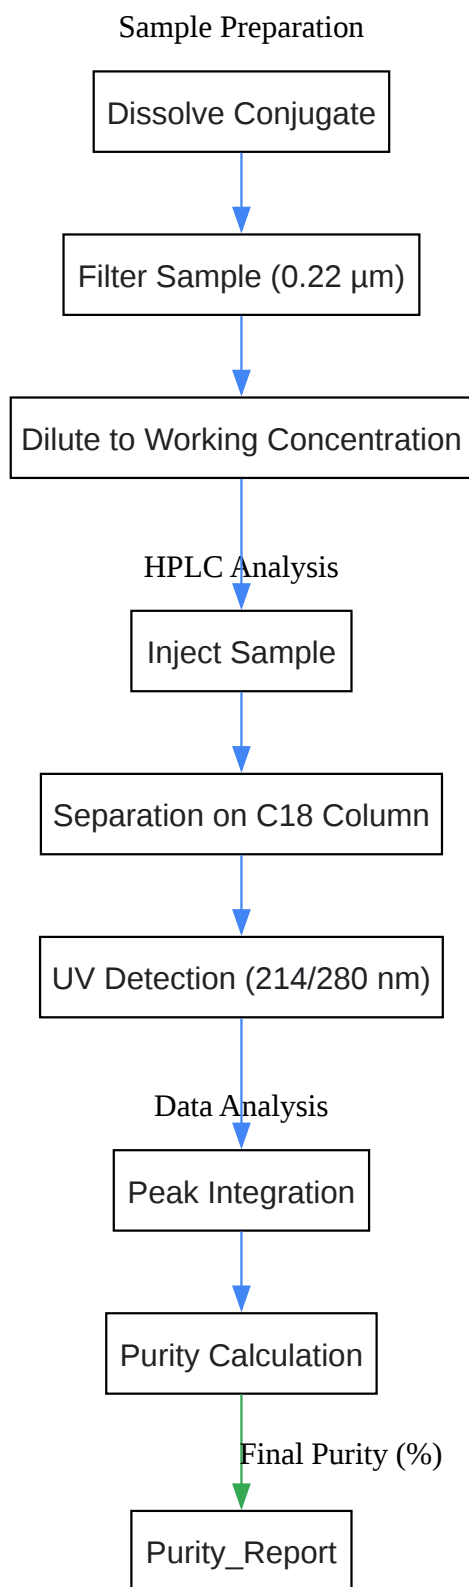 Sample Preparation
Dissolve Conjugate
Filter Sample (0.22 µm)
Dilute to Working Concentration
HPLC Analysis
Inject Sample
Separation on C18 Column
UV Detection (214/280 nm)
Data Analysis
Peak Integration
Purity Calculation
Final Purity (%)
Purity_Report